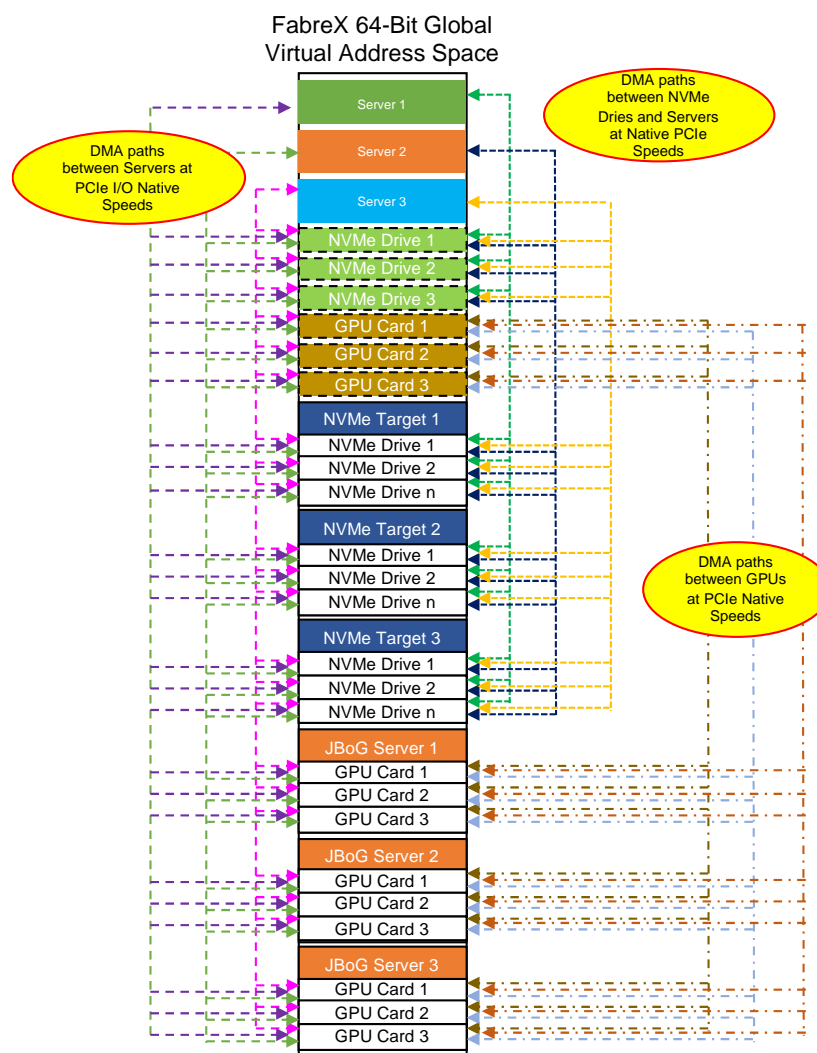 FabreX 64-Bit Global
Virtual Address Space
DMA paths
between Servers at
PCIe I/O Native
Speeds
DMA paths
between NVMe
Dries and Servers
at Native PCIe
Speeds
Server 1
Server 2
Server 3
NVMe Drive 1
NVMe Drive 2
NVMe Drive 3
GPU Card 1
GPU Card 2
GPU Card 3
NVMe Target 1
NVMe Drive 1
NVMe Drive 2
NVMe Drive n
NVMe Target 2
NVMe Drive 1
NVMe Drive 2
NVMe Drive n
DMA paths
between GPUs
at PCIe Native
Speeds
NVMe Target 3
NVMe Drive 1
NVMe Drive 2
NVMe Drive n
JBoG Server 1
GPU Card 1
GPU Card 2
GPU Card 3
JBoG Server 2
GPU Card 1
GPU Card 2
GPU Card 3
JBoG Server 3
GPU Card 1
GPU Card 2
GPU Card 3